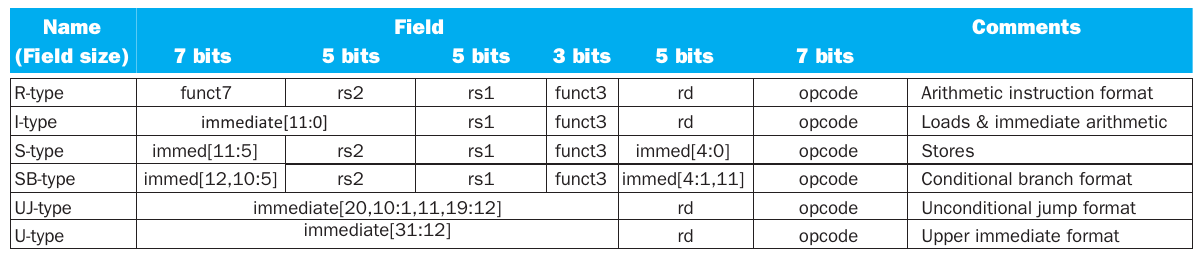 Name Field Comments
(Field size) 7 bits 5 bits 5 bits 3 bits 5 bits 7 bits
R-type funct7 rs2 rs1 funct3 rd opcode Arithmetic instruction format
I-type immediate[11:0] rs1 funct3 rd opcode Loads & immediate arithmetic
S-type immed[11:5] rs2 rs1 funct3 immed[4:0] opcode Stores
SB-type immed[12,10:5] rs2 rs1 funct3 immed[4:1,11] opcode Conditional branch format
UJ-type immediate[20,10:1,11,19:12] rd opcode Unconditional jump format
U-type immediate[31:12] rd opcode Upper immediate format